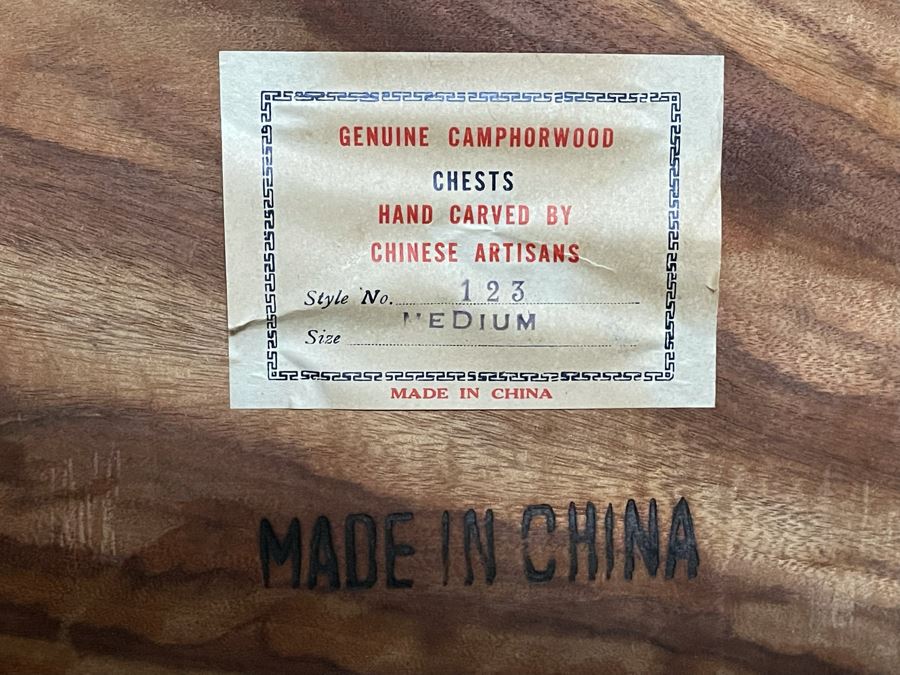 GENUINE CAMPHORWOOD
CHESTS
HAND CARVED BY
CHINESE ARTISANS
Style No. 123
MEDIUM
Size
MADE IN CHINA
MADE IN CHINA